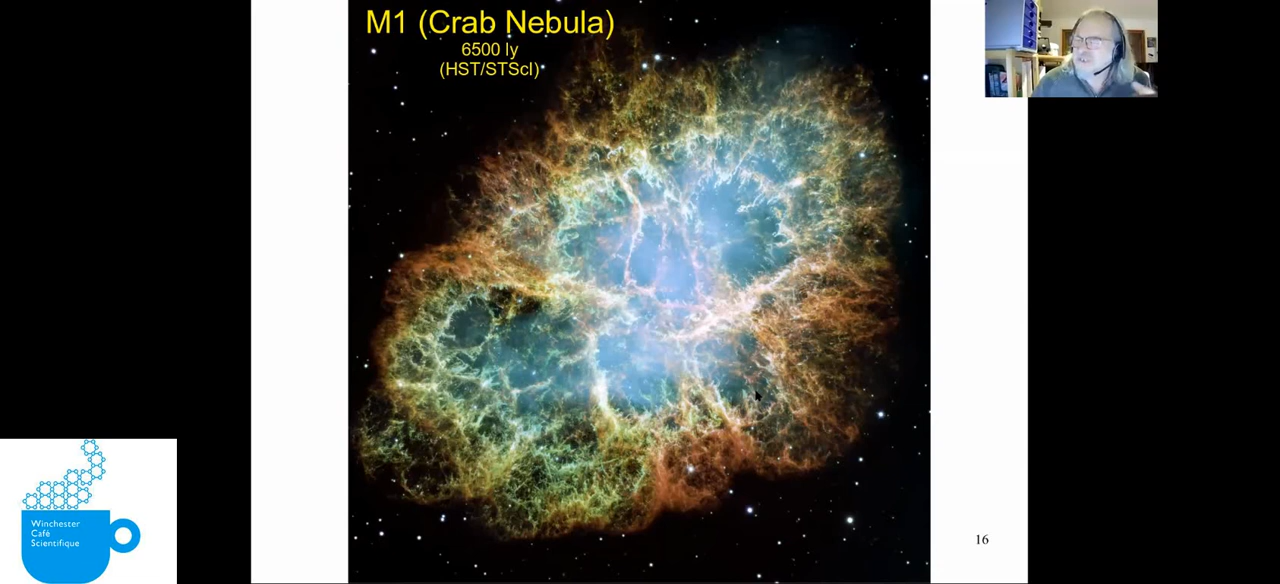 M1 (Crab Nebula)
6500 ly
(HST/STScI)
Winchester
Café
Scientifique
16